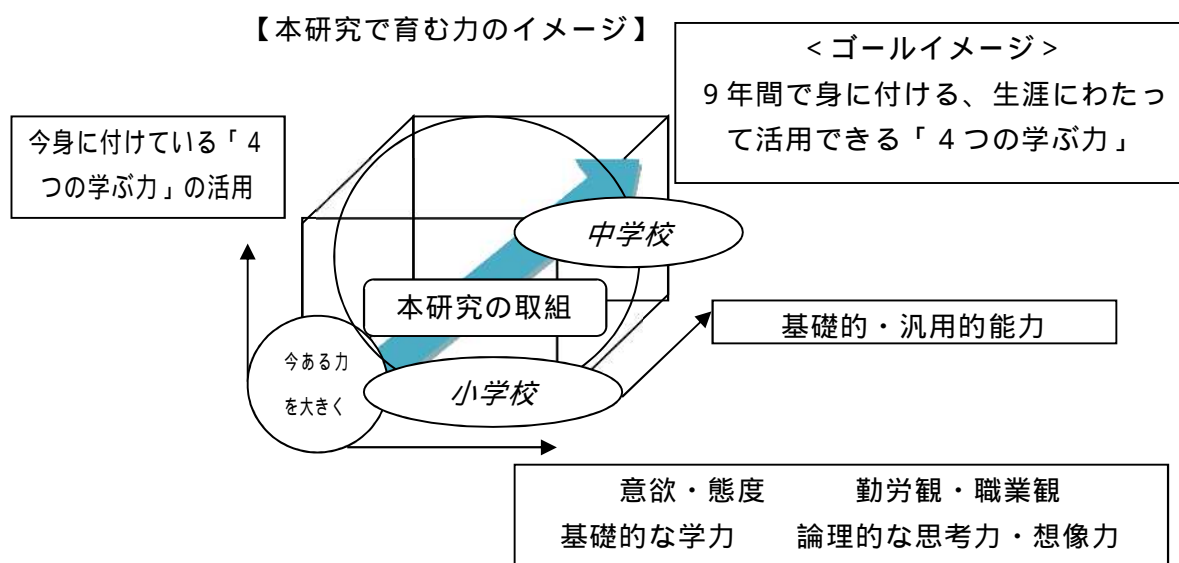 【本研究で育む力のイメージ】
<ゴールイメージ>
9年間で身に付ける、生涯にわたっ
て活用できる「4つの学ぶ力」
今身に付けている「4
つの学ぶ力」の活用
中学校
本研究の取組
基礎的・汎用的能力
今ある力
を大きく
小学校
意欲・態度 勤労観・職業観
基礎的な学力 論理的な思考力・想像力